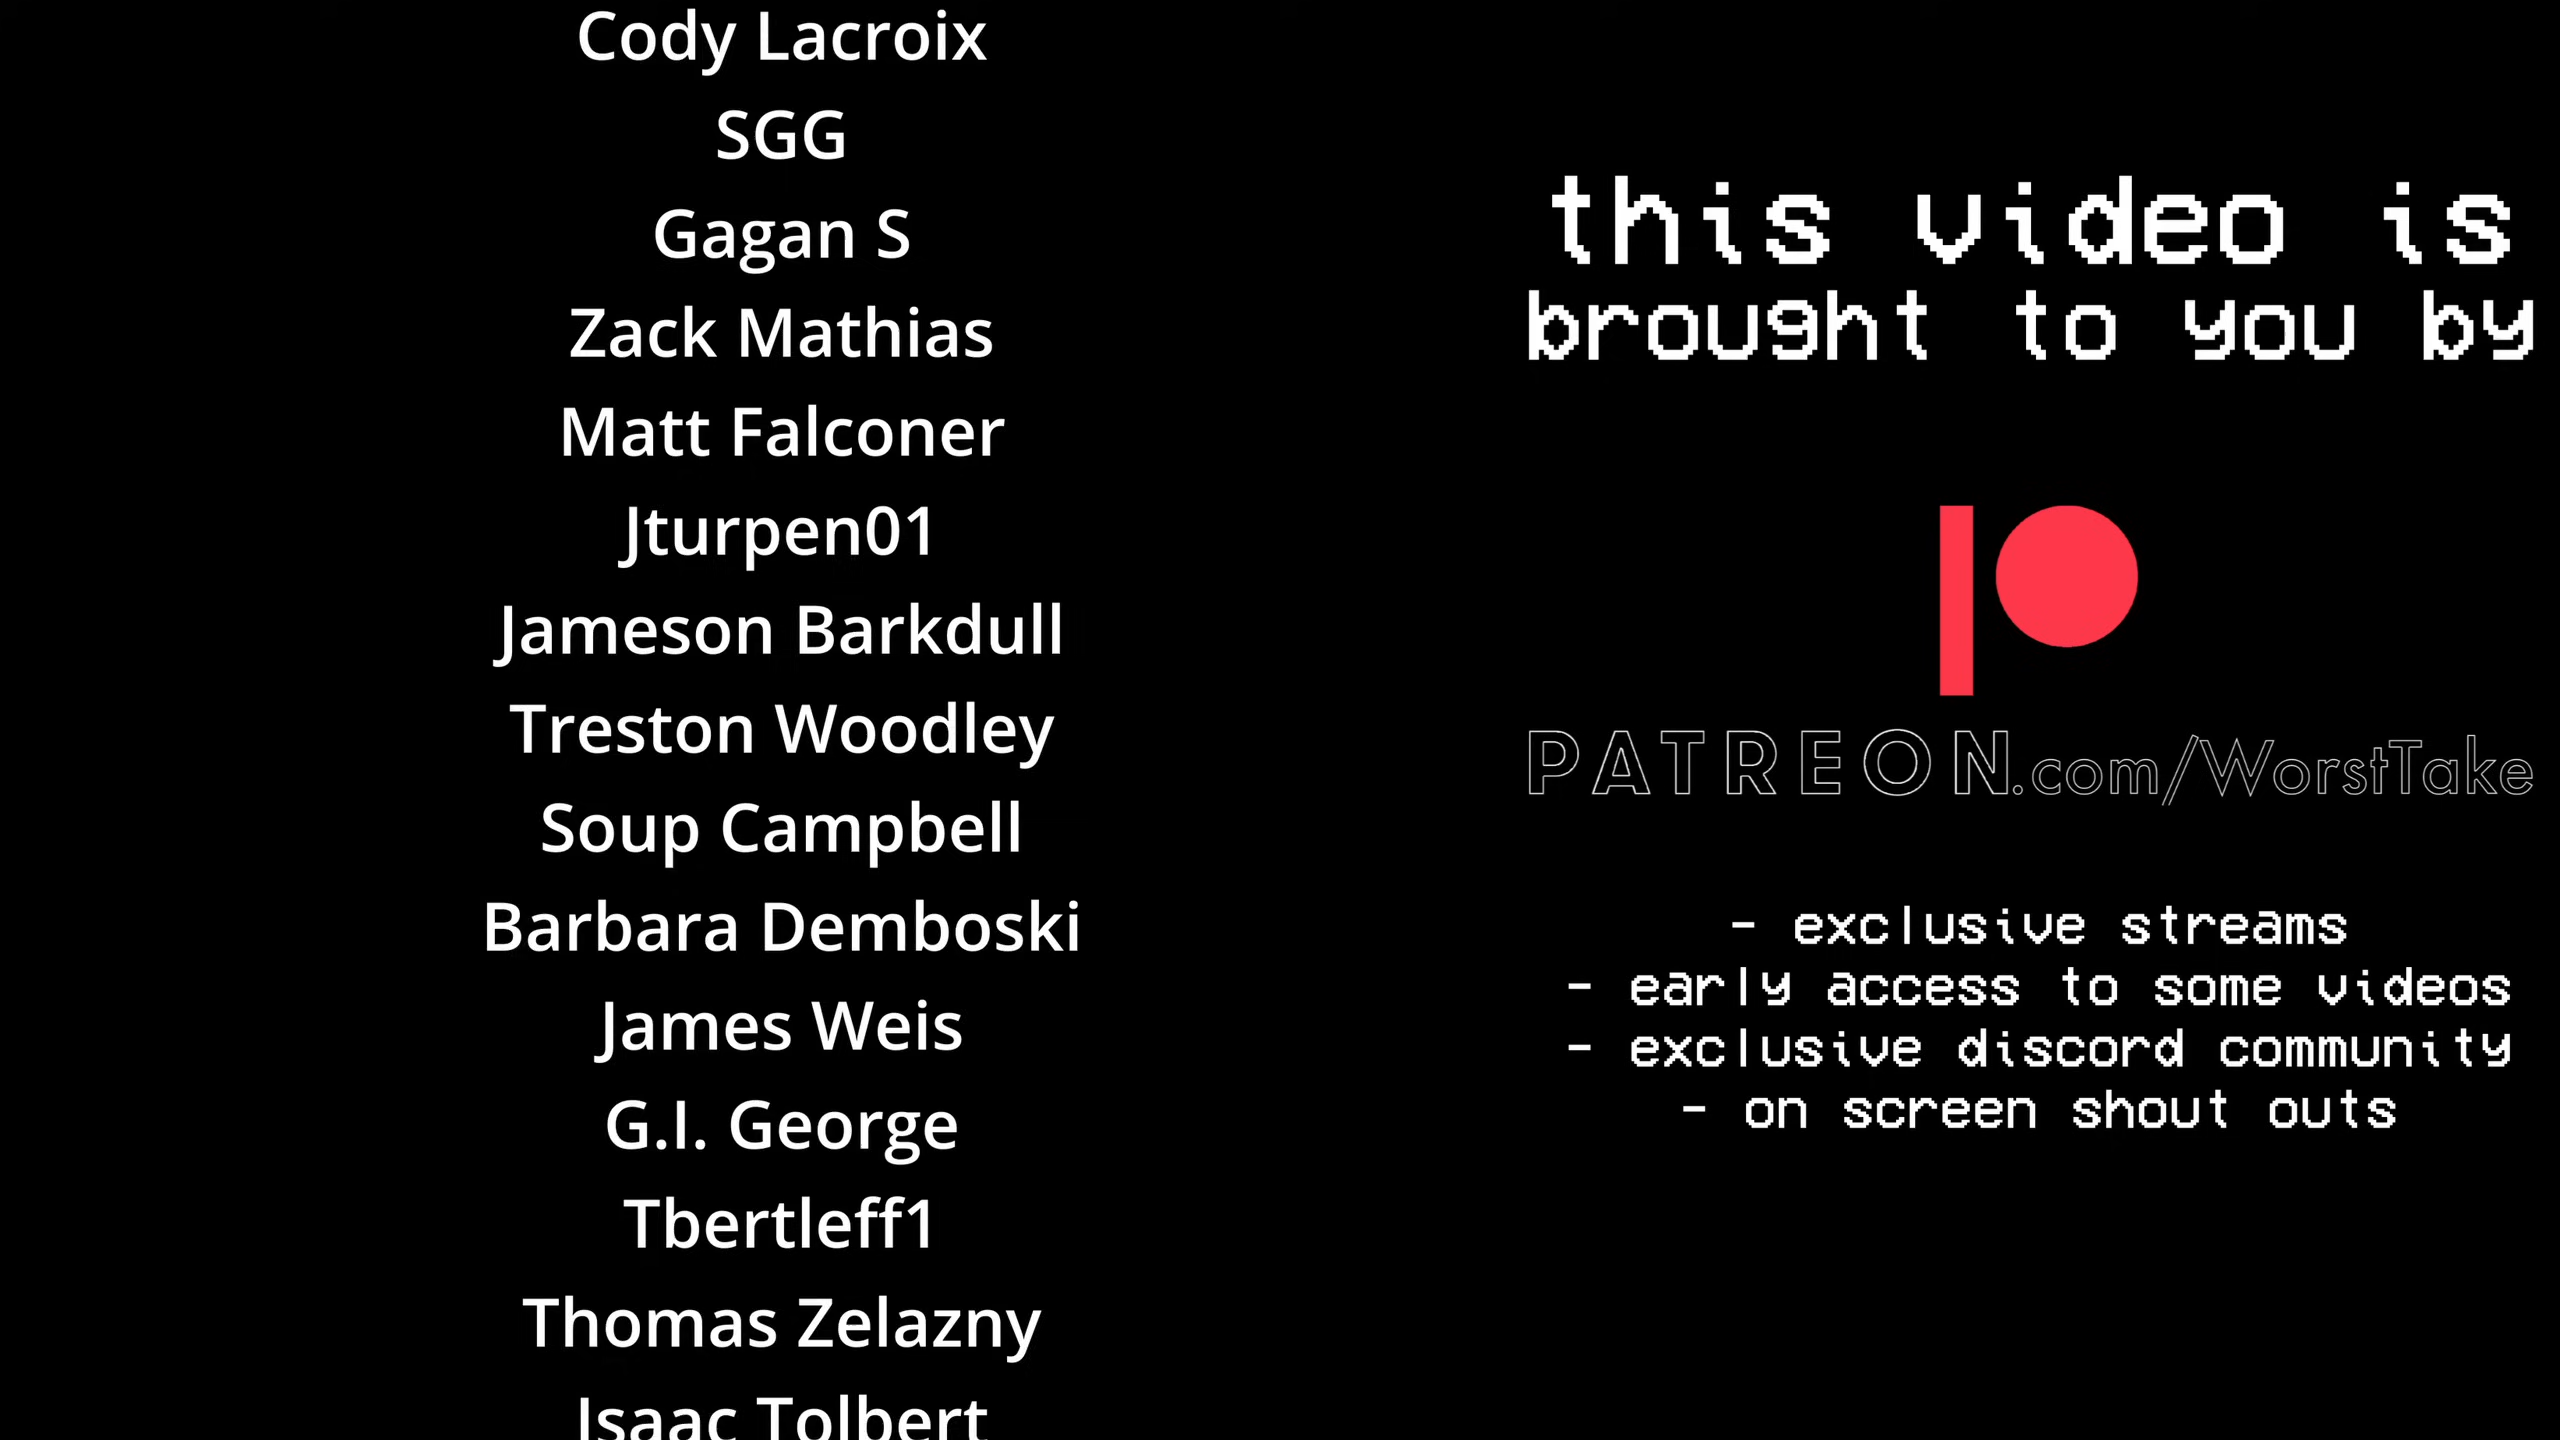 Cody Lacroix
SGG
Gagan S
Zack Mathias
Matt Falconer
Jturpen01
Jameson Barkdull
Treston Woodley
Soup Campbell
Barbara Demboski
James Weis
G.I. George
Tbertleff1
Thomas Zelazny
Isaac Tolbert
this video is
brought to you by
PATREON.com/WorstTake
- exclusive streams
- early access to some videos
- exclusive discord community
- on screen shout outs